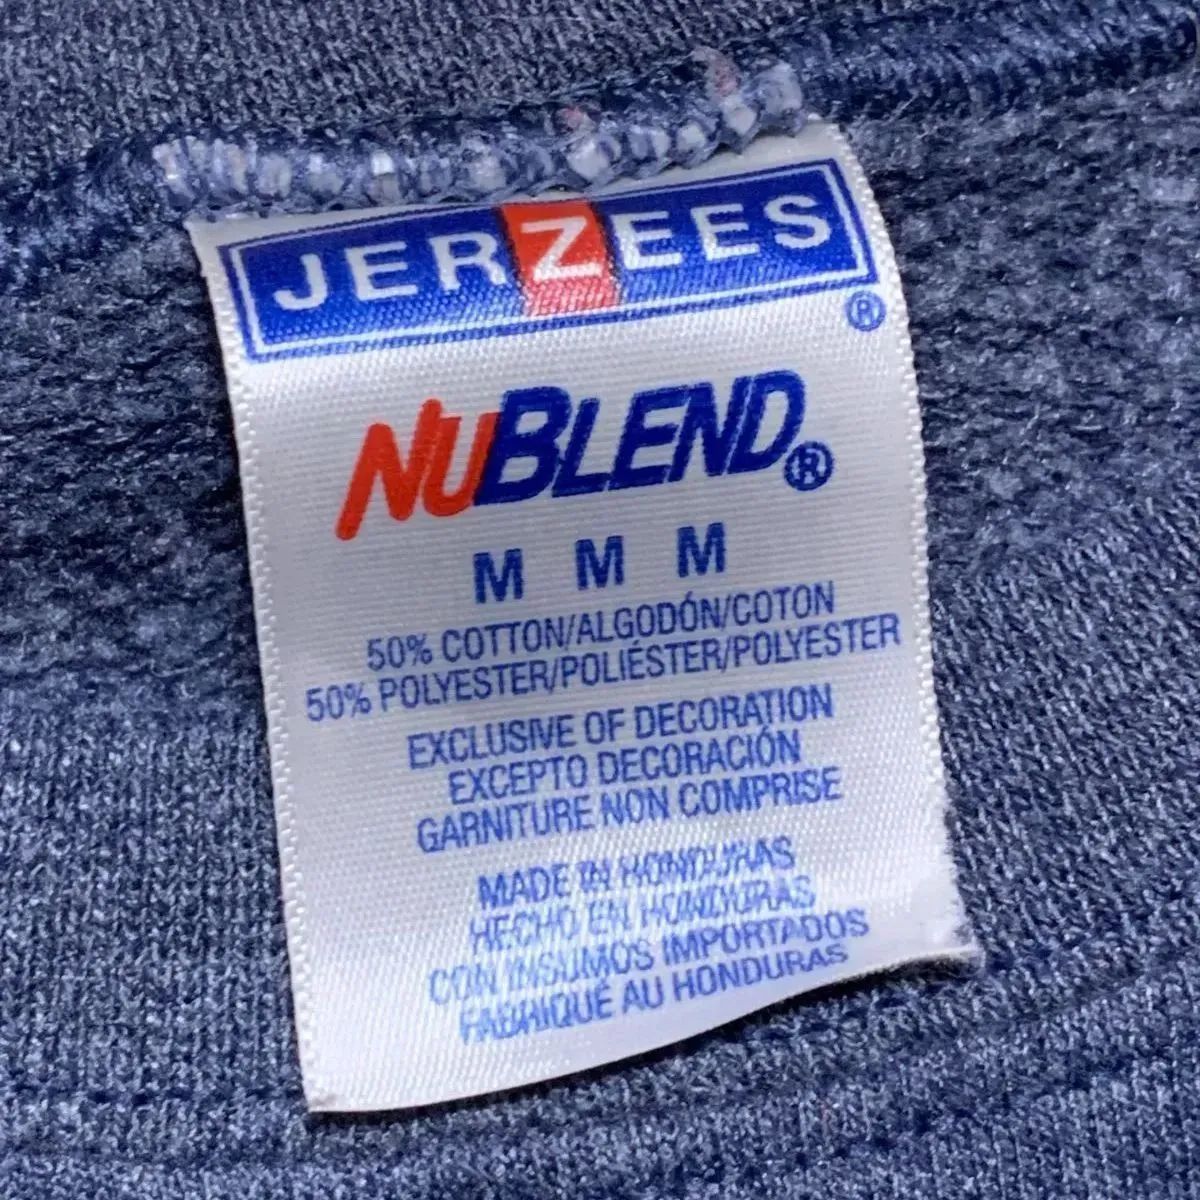 JERZEES
®
NUBLEND®
M M M
50% COTTON/ALGODÓN/COTON
50% POLYESTER/POLIÉSTER/POLYESTER
EXCLUSIVE OF DECORATION
EXCEPTO DECORACIÓN
GARNITURE NON COMPRISE
MADE IN HONDURAS
HECHO EN HONDURAS
CON INSUMOS IMPORTADOS
FABRIQUÉ AU HONDURAS